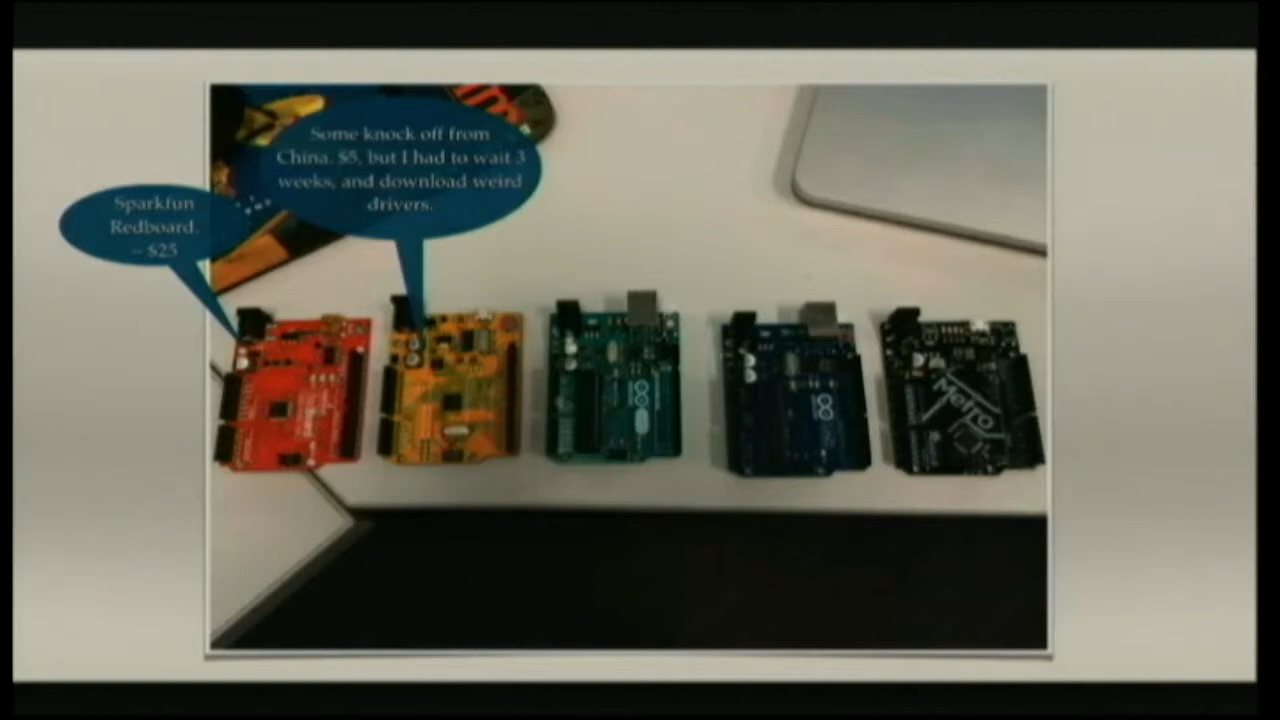 Some knock off from
China. $5, but I had to wait 3
weeks, and download weird
drivers.
Sparkfun
Redboard.
~ $25
Metro